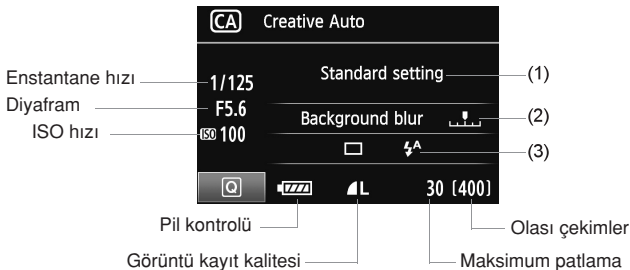 CA Creative Auto
Enstantane hızı 1/125 Standard setting (1)
Diyafram F5.6 Background blur (2)
ISO hızı ISO 100 A (3)
Q L 30 [400]
Pil kontrolü Olası çekimler
Görüntü kayıt kalitesi Maksimum patlama